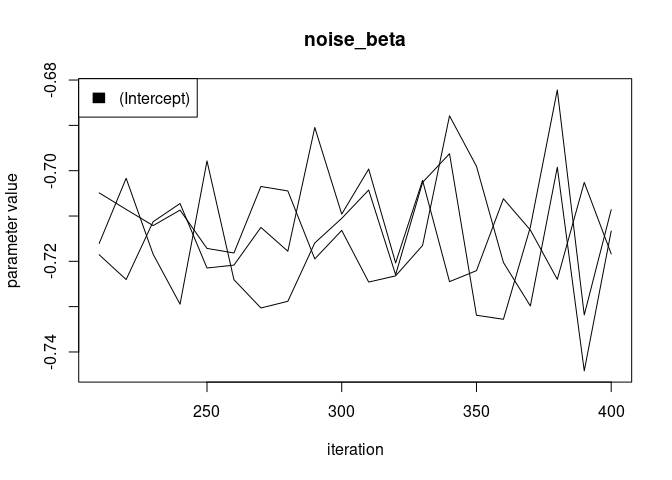 noise_beta
(Intercept)
parameter value
-0.68
-0.70
-0.72
-0.74
250 300 350 400
iteration